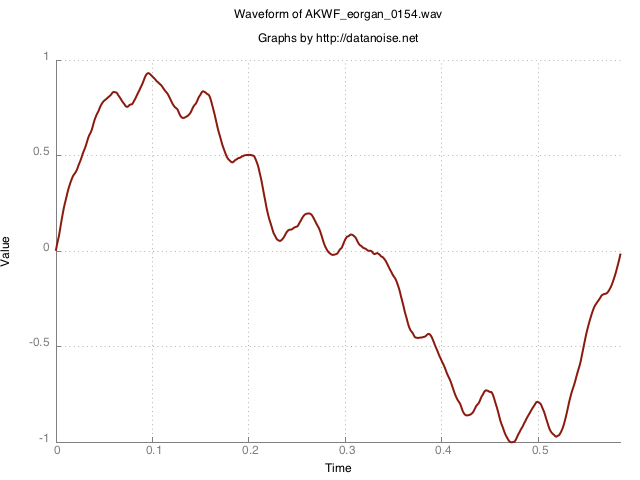 Waveform of AKWF_eorgan_0154.wav
Graphs by http://datanoise.net
1
0.5
0
-0.5
-1
Value
0 0.1 0.2 0.3 0.4 0.5
Time